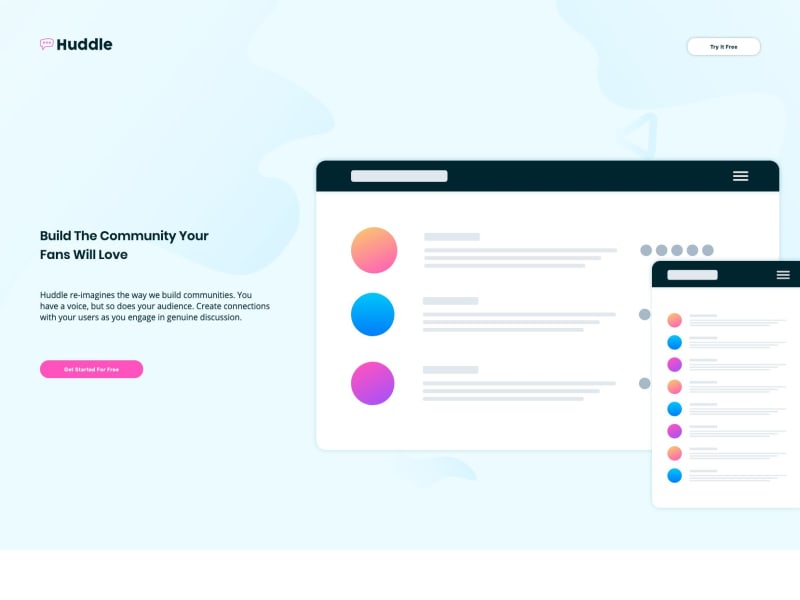 Huddle
Try It Free
Build The Community Your
Fans Will Love
Huddle re-imagines the way we build communities. You
have a voice, but so does your audience. Create connections
with your users as you engage in genuine discussion.
Get Started For Free